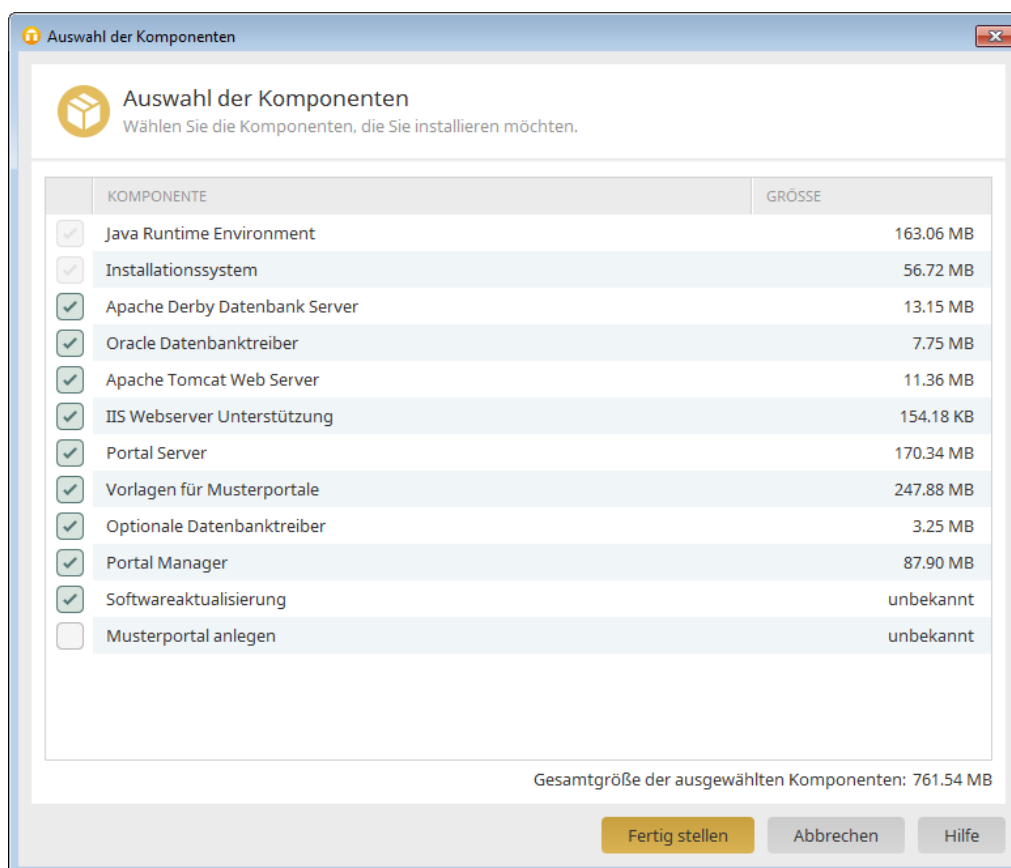 Auswahl der Komponenten
Auswahl der Komponenten
Wählen Sie die Komponenten, die Sie installieren möchten.
KOMPONENTE GRÖSSE
Java Runtime Environment 163.06 MB
Installationssystem 56.72 MB
Apache Derby Datenbank Server 13.15 MB
Oracle Datenbanktreiber 7.75 MB
Apache Tomcat Web Server 11.36 MB
IIS Webserver Unterstützung 154.18 KB
Portal Server 170.34 MB
Vorlagen für Musterportale 247.88 MB
Optionale Datenbanktreiber 3.25 MB
Portal Manager 87.90 MB
Softwareaktualisierung unbekannt
Musterportal anlegen unbekannt
Gesamtgröße der ausgewählten Komponenten: 761.54 MB
Fertig stellen Abbrechen Hilfe